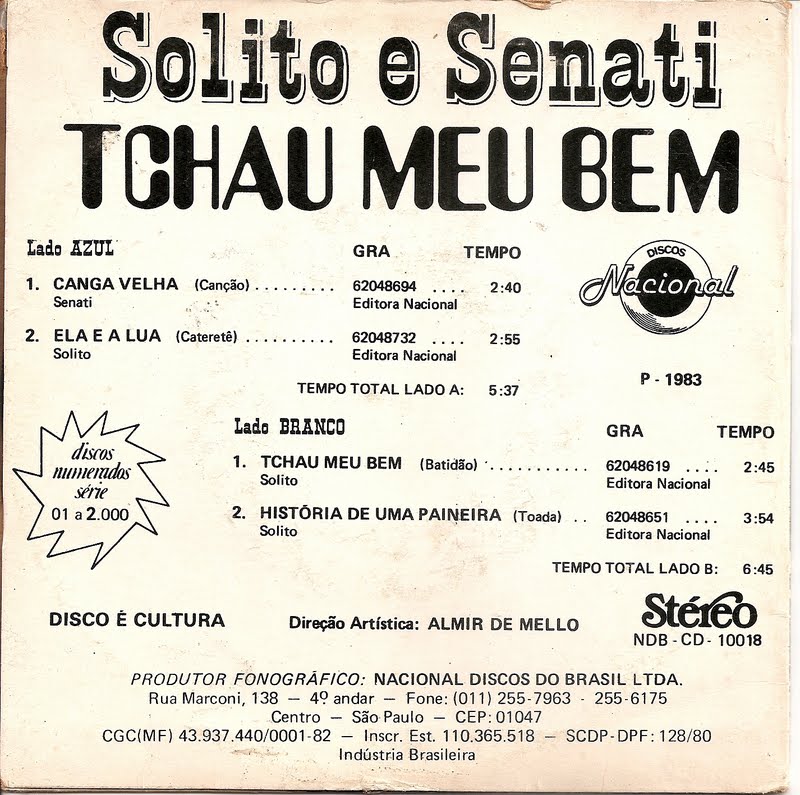 Solito e Senati
TCHAU MEU BEM
Lado AZUL GRA TEMPO
1. CANGA VELHA (Canção) ......... 62048694 .... 2:40
Senati Editora Nacional
2. ELA E A LUA (Cateretê) .......... 62048732 .... 2:55
Solito Editora Nacional
TEMPO TOTAL LADO A: 5:37
DISCOS
Nacional
P - 1983
Lado BRANCO GRA TEMPO
1. TCHAU MEU BEM (Batidão) ........... 62048619 .... 2:45
Solito Editora Nacional
2. HISTÓRIA DE UMA PAINEIRA (Toada) .. 62048651 .... 3:54
Solito Editora Nacional
TEMPO TOTAL LADO B: 6:45
discos
numerados
série
01 a 2.000
DISCO É CULTURA
Direção Artística: ALMIR DE MELLO
Stéreo
NDB - CD - 10018
PRODUTOR FONOGRÁFICO: NACIONAL DISCOS DO BRASIL LTDA.
Rua Marconi, 138 — 4º andar — Fone: (011) 255-7963 - 255-6175
Centro — São Paulo — CEP: 01047
CGC(MF) 43.937.440/0001-82 — Inscr. Est. 110.365.518 — SCDP-DPF: 128/80
Indústria Brasileira